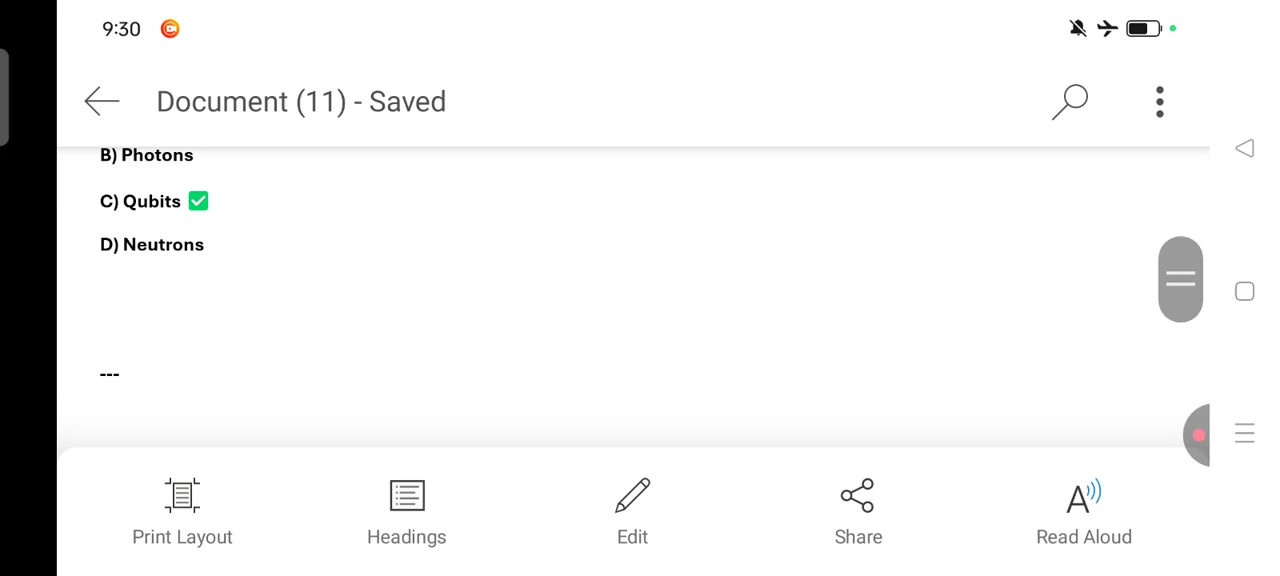 9:30
Document (11) - Saved
B) Photons
C) Qubits ✅
D) Neutrons
---
Print Layout
Headings
Edit
Share
Read Aloud